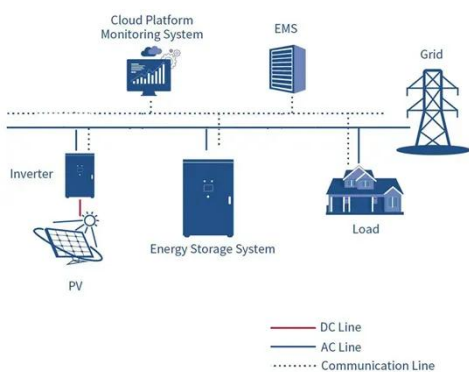 Cloud Platform
Monitoring System
EMS
Grid
Inverter
Energy Storage System
Load
PV
DC Line
AC Line
Communication Line